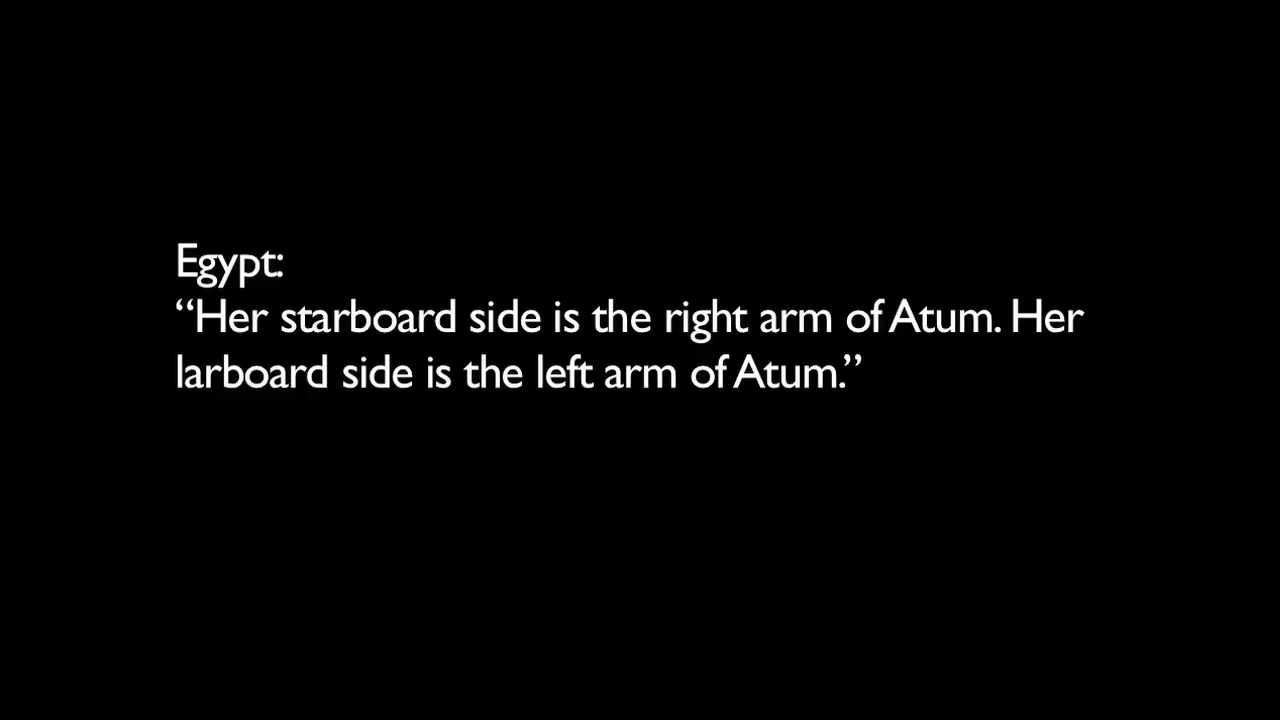 Egypt:
“Her starboard side is the right arm of Atum. Her
larboard side is the left arm of Atum.”